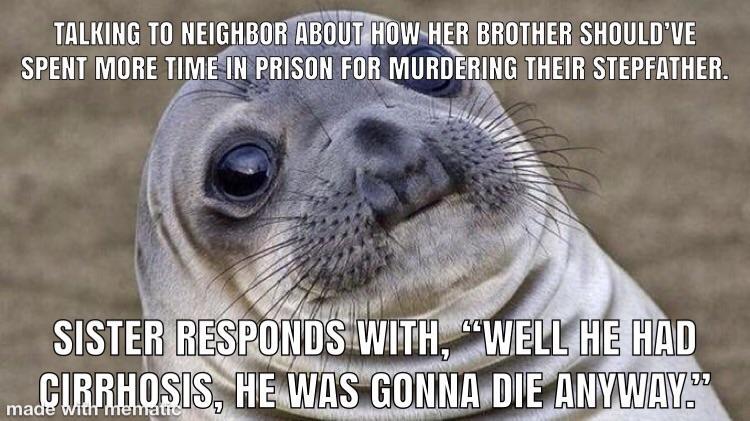 TALKING TO NEIGHBOR ABOUT HOW HER BROTHER SHOULD'VE
SPENT MORE TIME IN PRISON FOR MURDERING THEIR STEPFATHER.
SISTER RESPONDS WITH, “WELL HE HAD
CIRRHOSIS, HE WAS GONNA DIE ANYWAY.”
made with mematic